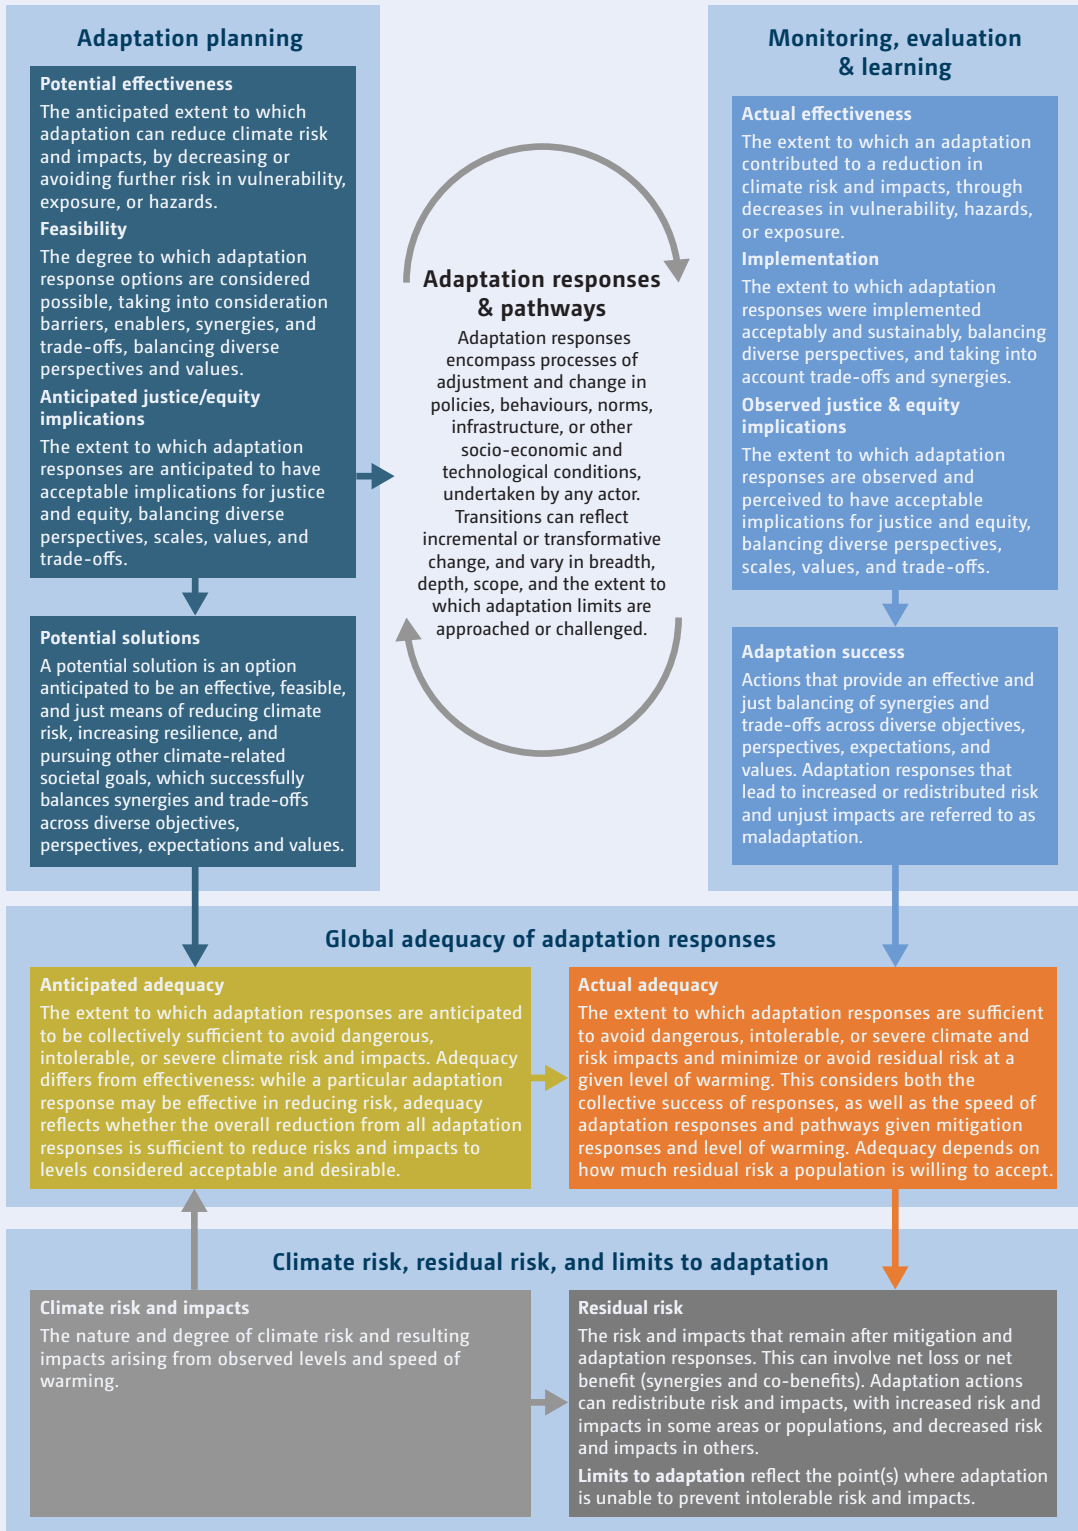 Adaptation planning
Potential effectiveness
The anticipated extent to which
adaptation can reduce climate risk
and impacts, by decreasing or
avoiding further risk in vulnerability,
exposure, or hazards.
Feasibility
The degree to which adaptation
response options are considered
possible, taking into consideration
barriers, enablers, synergies, and
trade-offs, balancing diverse
perspectives and values.
Anticipated justice/equity
implications
The extent to which adaptation
responses are anticipated to have
acceptable implications for justice
and equity, balancing diverse
perspectives, scales, values, and
trade-offs.
Potential solutions
A potential solution is an option
anticipated to be an effective, feasible,
and just means of reducing climate
risk, increasing resilience, and
pursuing other climate-related
societal goals, which successfully
balances synergies and trade-offs
across diverse objectives,
perspectives, expectations and values.
Adaptation responses
& pathways
Adaptation responses
encompass processes of
adjustment and change in
policies, behaviours, norms,
infrastructure, or other
socio-economic and
technological conditions,
undertaken by any actor.
Transitions can reflect
incremental or transformative
change, and vary in breadth,
depth, scope, and the extent to
which adaptation limits are
approached or challenged.
Monitoring, evaluation
& learning
Actual effectiveness
The extent to which an adaptation
contributed to a reduction in
climate risk and impacts, through
decreases in vulnerability, hazards,
or exposure.
Implementation
The extent to which adaptation
responses were implemented
acceptably and sustainably, balancing
diverse perspectives, and taking into
account trade-offs and synergies.
Observed justice & equity
implications
The extent to which adaptation
responses are observed and
perceived to have acceptable
implications for justice and equity,
balancing diverse perspectives,
scales, values, and trade-offs.
Adaptation success
Actions that provide an effective and
just balancing of synergies and
trade-offs across diverse objectives,
perspectives, expectations, and
values. Adaptation responses that
lead to increased or redistributed risk
and unjust impacts are referred to as
maladaptation.
Global adequacy of adaptation responses
Anticipated adequacy
The extent to which adaptation responses are anticipated
to be collectively sufficient to avoid dangerous,
intolerable, or severe climate risk and impacts. Adequacy
differs from effectiveness: while a particular adaptation
response may be effective in reducing risk, adequacy
reflects whether the overall reduction from all adaptation
responses is sufficient to reduce risks and impacts to
levels considered acceptable and desirable.
Actual adequacy
The extent to which adaptation responses are sufficient
to avoid dangerous, intolerable, or severe climate and
risk impacts and minimize or avoid residual risk at a
given level of warming. This considers both the
collective success of responses, as well as the speed of
adaptation responses and pathways given mitigation
responses and level of warming. Adequacy depends on
how much residual risk a population is willing to accept.
Climate risk, residual risk, and limits to adaptation
Climate risk and impacts
The nature and degree of climate risk and resulting
impacts arising from observed levels and speed of
warming.
Residual risk
The risk and impacts that remain after mitigation and
adaptation responses. This can involve net loss or net
benefit (synergies and co-benefits). Adaptation actions
can redistribute risk and impacts, with increased risk and
impacts in some areas or populations, and decreased risk
and impacts in others.
Limits to adaptation reflect the point(s) where adaptation
is unable to prevent intolerable risk and impacts.